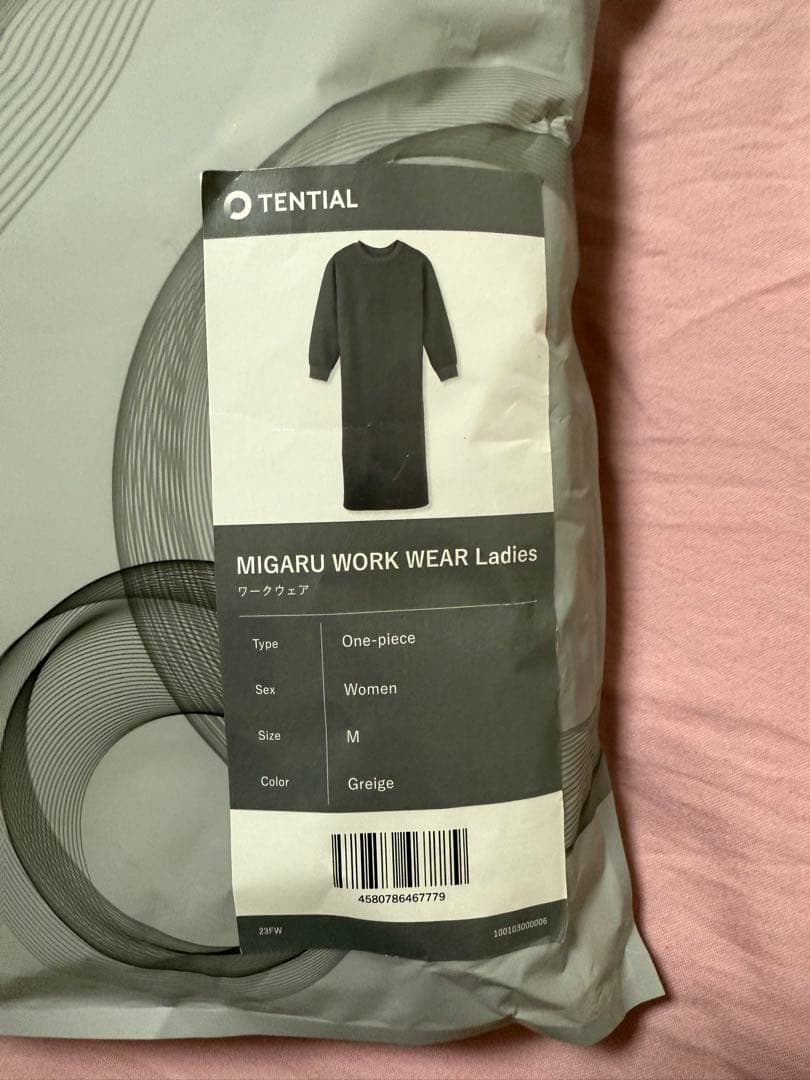 TENTIAL
MIGARU WORK WEAR Ladies
ワークウェア
Type One-piece
Sex Women
Size M
Color Greige
4580786467779
23FW 100103000006